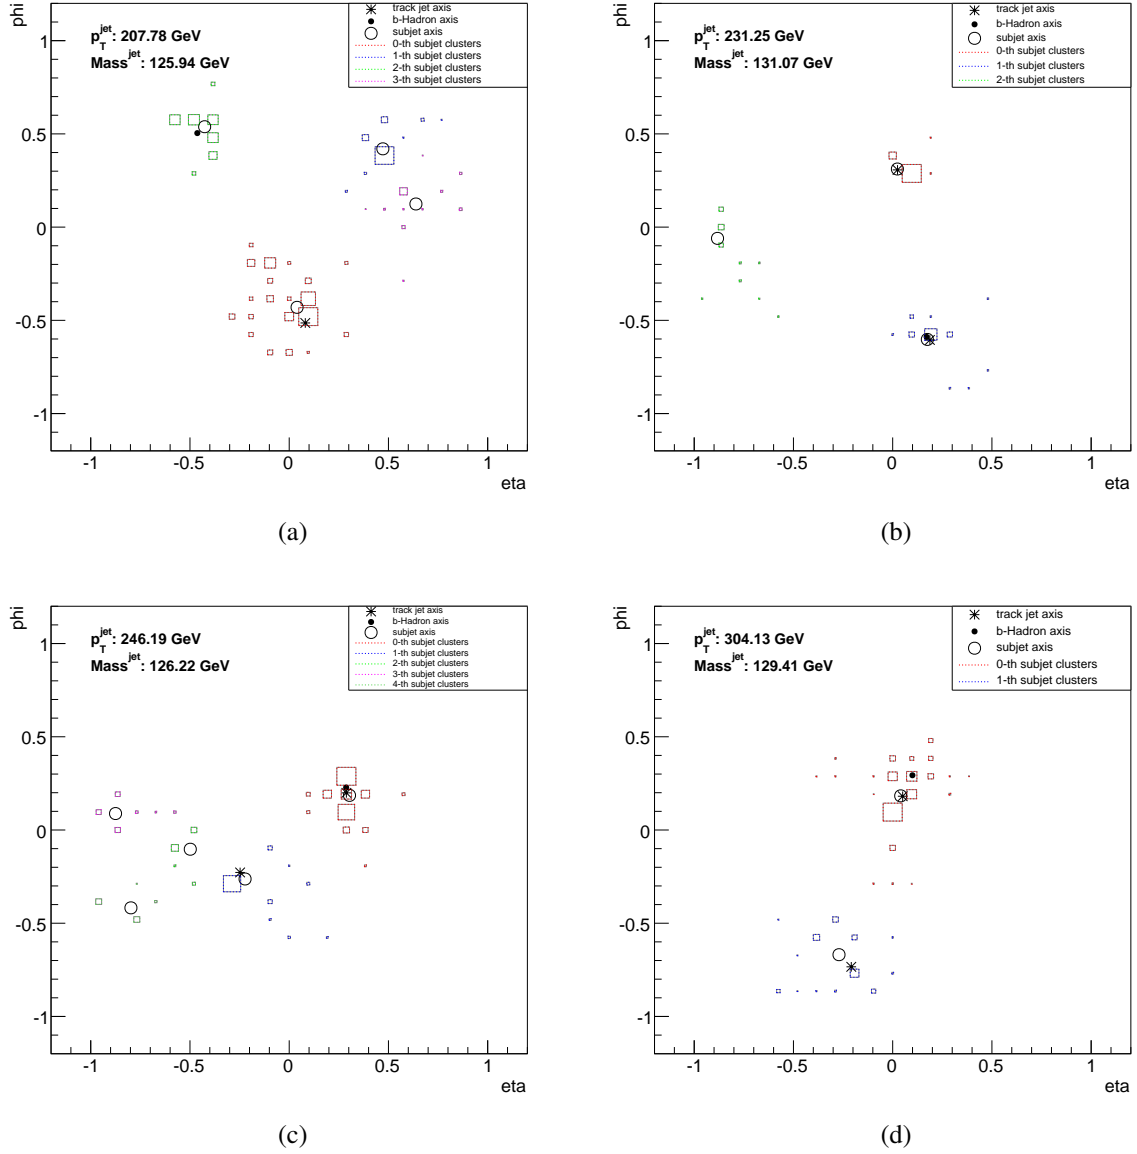 phi
p_T^jet: 207.78 GeV
Mass^jet: 125.94 GeV
track jet axis
b-Hadron axis
subjet axis
0-th subjet clusters
1-th subjet clusters
2-th subjet clusters
3-th subjet clusters
1
0.5
0
-0.5
-1
-1 -0.5 0 0.5 1
eta
(a)
phi
p_T^jet: 231.25 GeV
Mass^jet: 131.07 GeV
track jet axis
b-Hadron axis
subjet axis
0-th subjet clusters
1-th subjet clusters
2-th subjet clusters
1
0.5
0
-0.5
-1
-1 -0.5 0 0.5 1
eta
(b)
phi
p_T^jet: 246.19 GeV
Mass^jet: 126.22 GeV
track jet axis
b-Hadron axis
subjet axis
0-th subjet clusters
1-th subjet clusters
2-th subjet clusters
3-th subjet clusters
4-th subjet clusters
1
0.5
0
-0.5
-1
-1 -0.5 0 0.5 1
eta
(c)
phi
p_T^jet: 304.13 GeV
Mass^jet: 129.41 GeV
track jet axis
b-Hadron axis
subjet axis
0-th subjet clusters
1-th subjet clusters
1
0.5
0
-0.5
-1
-1 -0.5 0 0.5 1
eta
(d)